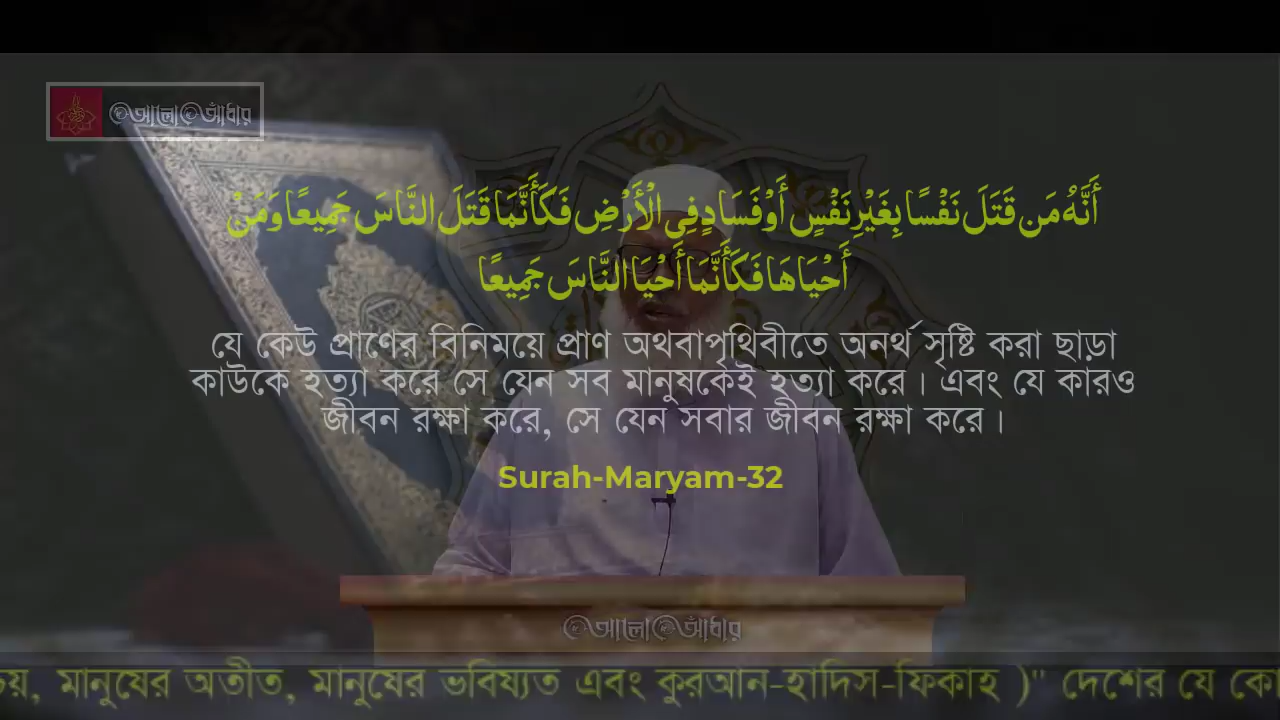 আলো আঁধার
أَنَّهُ مَن قَتَلَ نَفْسًا بِغَيْرِ نَفْسٍ أَوْ فَسَادٍ فِي الْأَرْضِ فَكَأَنَّمَا قَتَلَ النَّاسَ جَمِيعًا وَمَنْ
أَحْيَاهَا فَكَأَنَّمَا أَحْيَا النَّاسَ جَمِيعًا
যে কেউ প্রাণের বিনিময়ে প্রাণ অথবাপৃথিবীতে অনর্থ সৃষ্টি করা ছাড়া
কাউকে হত্যা করে সে যেন সব মানুষকেই হত্যা করে। এবং যে কারও
জীবন রক্ষা করে, সে যেন সবার জীবন রক্ষা করে।
Surah-Maryam-32
আলো আঁধার
মানুষের অতীত, মানুষের ভবিষ্যত এবং কুরআন-হাদিস-ফিকাহ )" দেশের যে